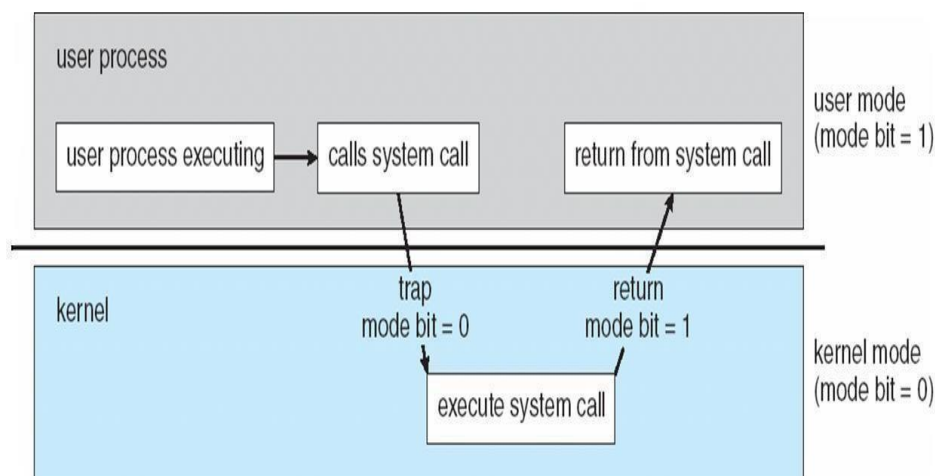 user process
user process executing
calls system call
return from system call
user mode
(mode bit = 1)
trap
mode bit = 0
return
mode bit = 1
kernel
execute system call
kernel mode
(mode bit = 0)